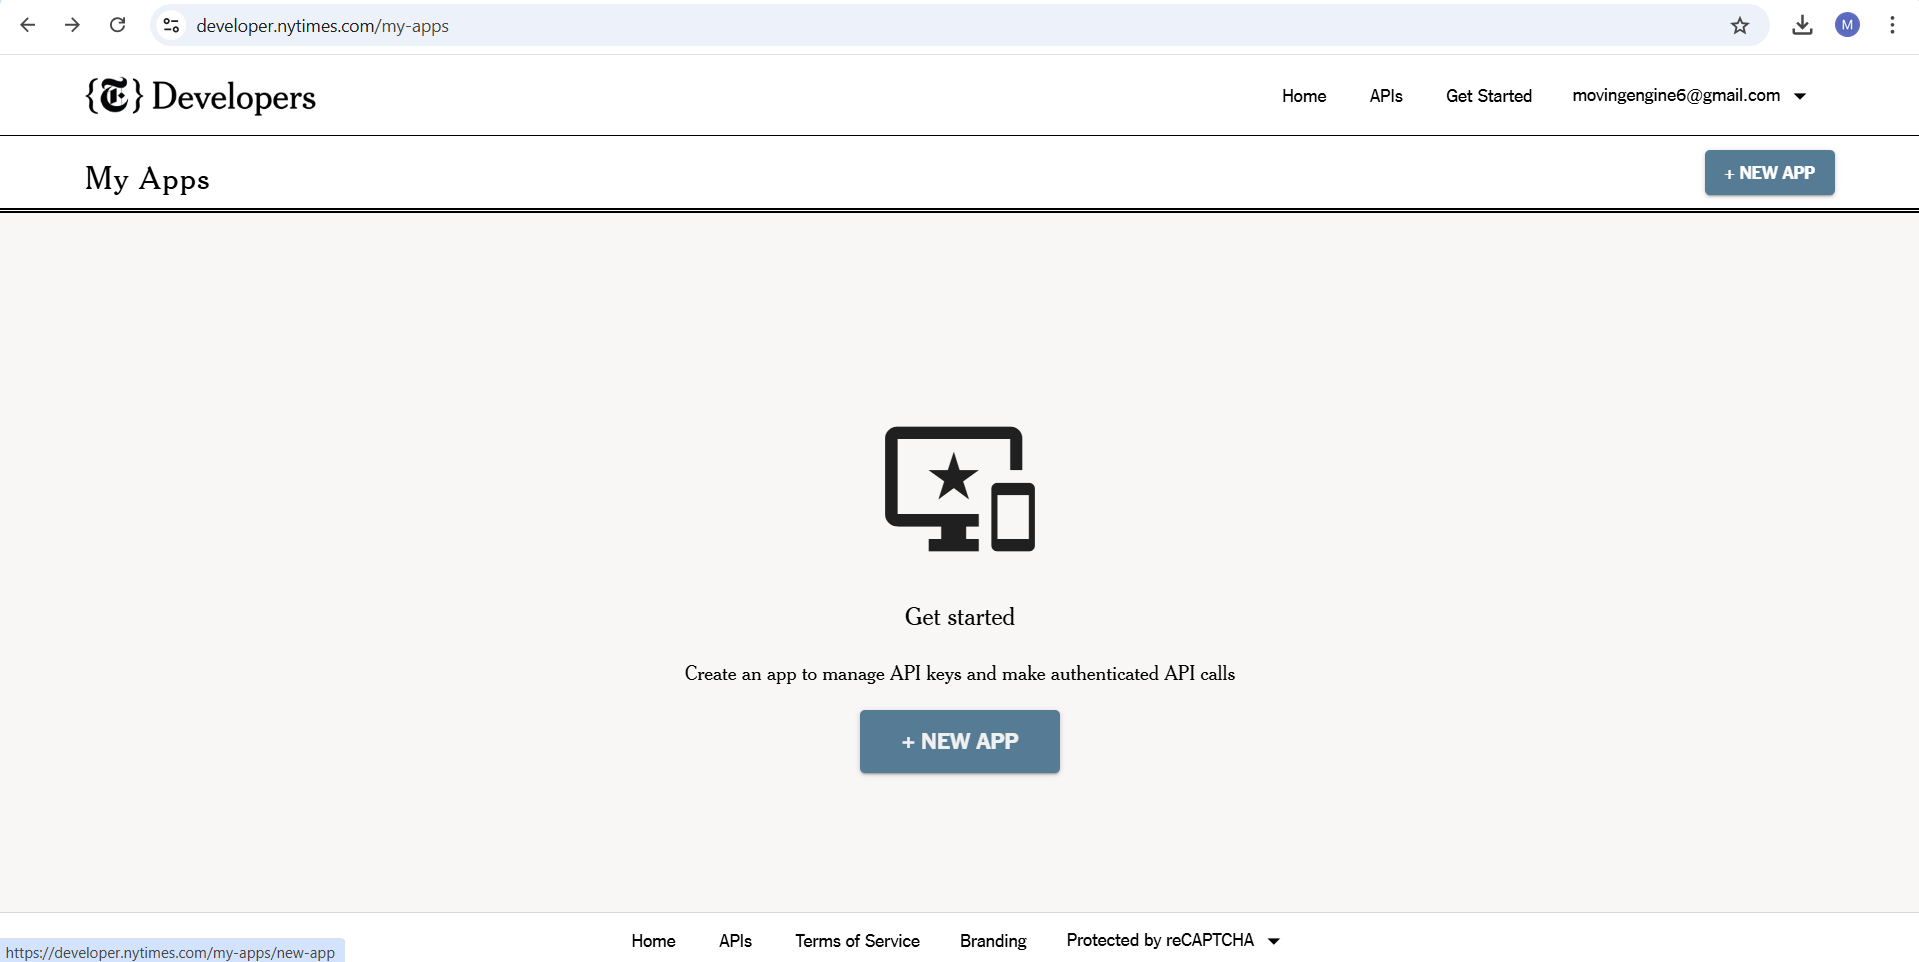 developer.nytimes.com/my-apps
M
{T} Developers
Home
APIs
Get Started
movingengine6@gmail.com
My Apps
+ NEW APP
Get started
Create an app to manage API keys and make authenticated API calls
+ NEW APP
Home
APIs
Terms of Service
Branding
Protected by reCAPTCHA
https://developer.nytimes.com/my-apps/new-app